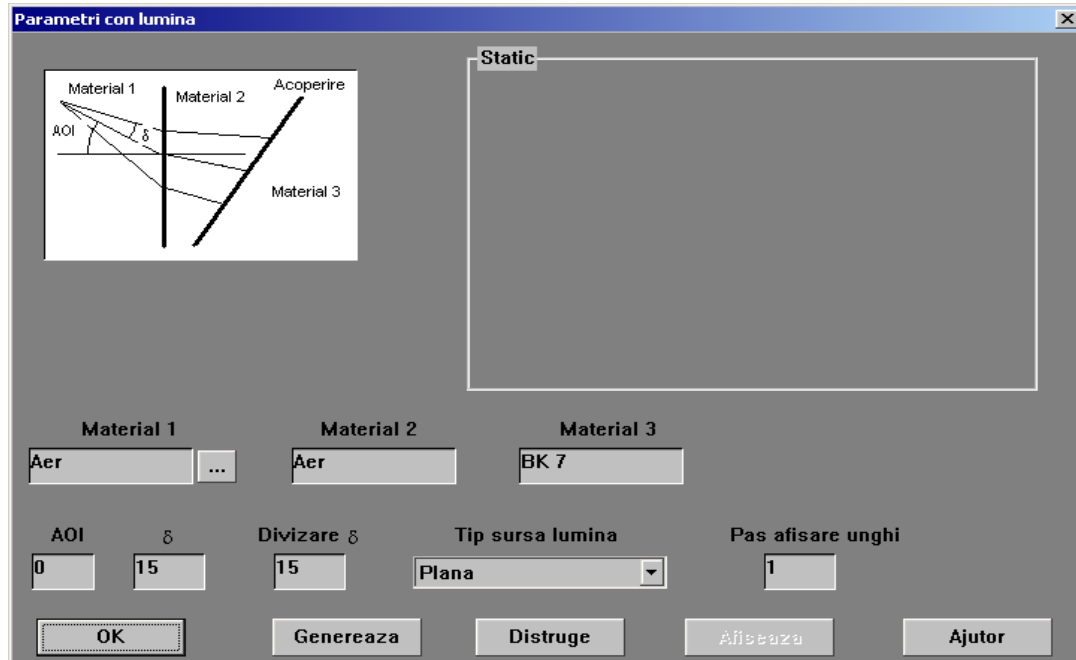 Parametri con lumina
Static
Material 1
Material 2
Acoperire
AOI
δ
Material 3
Material 1 Material 2 Material 3
Aer ... Aer BK 7
AOI δ Divizare δ Tip sursa lumina Pas afisare unghi
0 15 15 Plana 1
OK Genereaza Distruge Afiseaza Ajutor